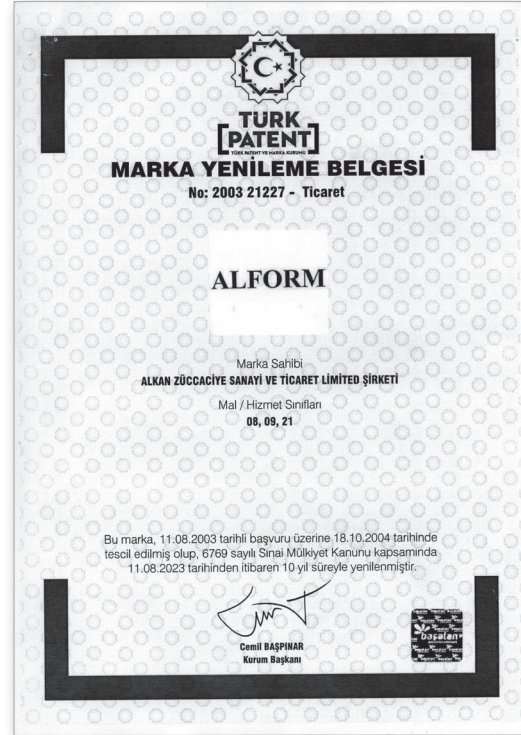 TÜRK
PATENT
TÜRK PATENT VE MARKA KURUMU
MARKA YENİLEME BELGESİ
No: 2003 21227 - Ticaret
ALFORM
Marka Sahibi
ALKAN ZÜCCACİYE SANAYİ VE TİCARET LİMİTED ŞİRKETİ
Mal / Hizmet Sınıfları
08, 09, 21
Bu marka, 11.08.2003 tarihli başvuru üzerine 18.10.2004 tarihinde
tescil edilmiş olup, 6769 sayılı Sınai Mülkiyet Kanunu kapsamında
11.08.2023 tarihinden itibaren 10 yıl süreyle yenilenmiştir.
Cemil BAŞPINAR
Kurum Başkanı
başalan